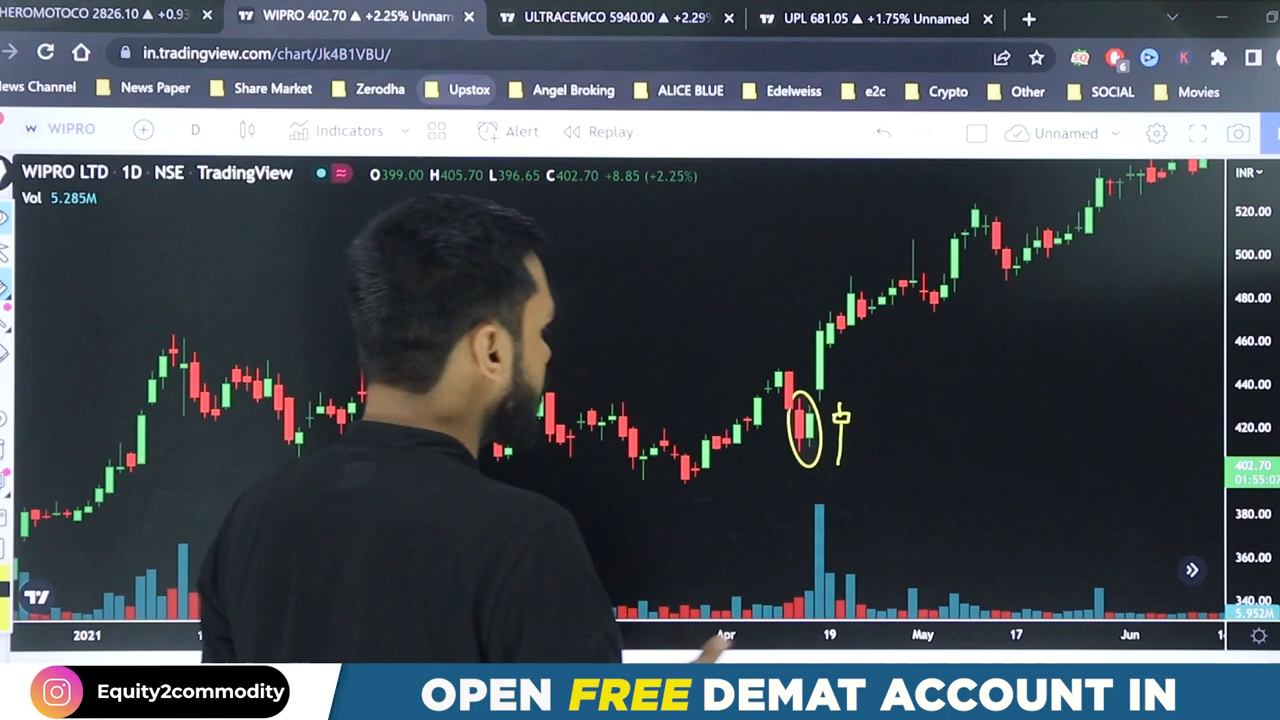 HEROMOTOCO 2826.10 ▲ +0.93
WIPRO 402.70 ▲ +2.25% Unnam
ULTRACEMCO 5940.00 ▲ +2.29%
UPL 681.05 ▲ +1.75% Unnamed
in.tradingview.com/chart/Jk4B1VBU/
6
K
ews Channel
News Paper
Share Market
Zerodha
Upstox
Angel Broking
ALICE BLUE
Edelweiss
e2c
Crypto
Other
SOCIAL
Movies
WIPRO
D
Indicators
Alert
Replay
Unnamed
WIPRO LTD · 1D · NSE · TradingView
O399.00 H405.70 L396.65 C402.70 +8.85 (+2.25%)
INR
Vol 5.285M
520.00
500.00
480.00
460.00
440.00
420.00
402.70
01:55:07
380.00
360.00
340.00
5.952M
2021
Apr
19
May
17
Jun
Equity2commodity
OPEN FREE DEMAT ACCOUNT IN